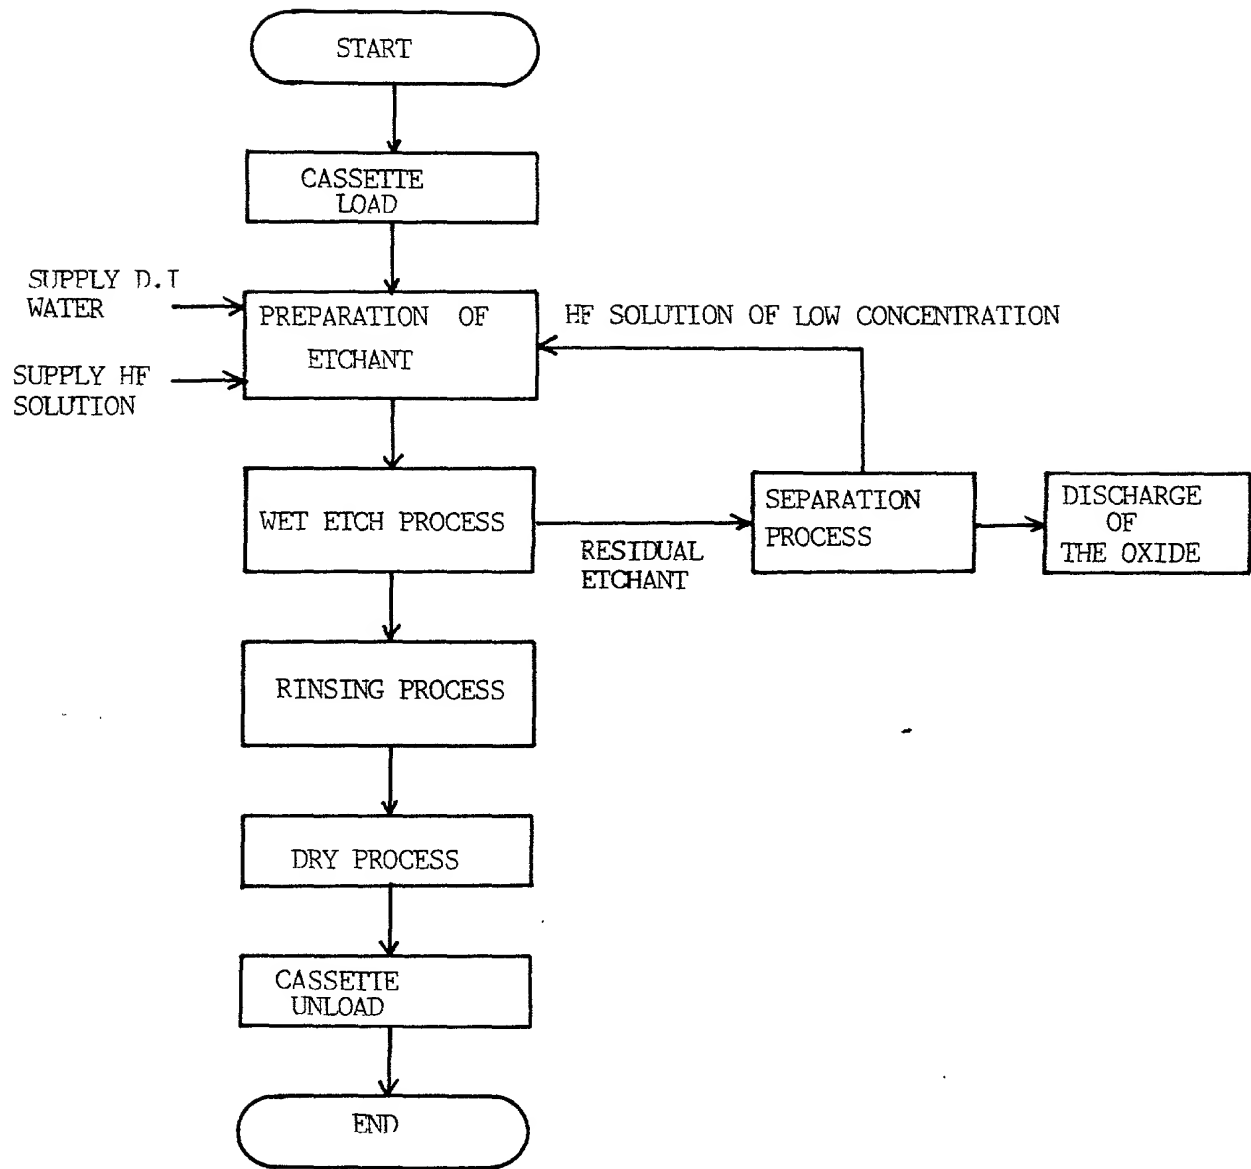 START
CASSETTE
LOAD
SUPPLY D.I
WATER
SUPPLY HF
SOLUTION
PREPARATION OF
ETCHANT
HF SOLUTION OF LOW CONCENTRATION
WET ETCH PROCESS
RESIDUAL
ETCHANT
SEPARATION
PROCESS
DISCHARGE
OF
THE OXIDE
RINSING PROCESS
DRY PROCESS
CASSETTE
UNLOAD
END